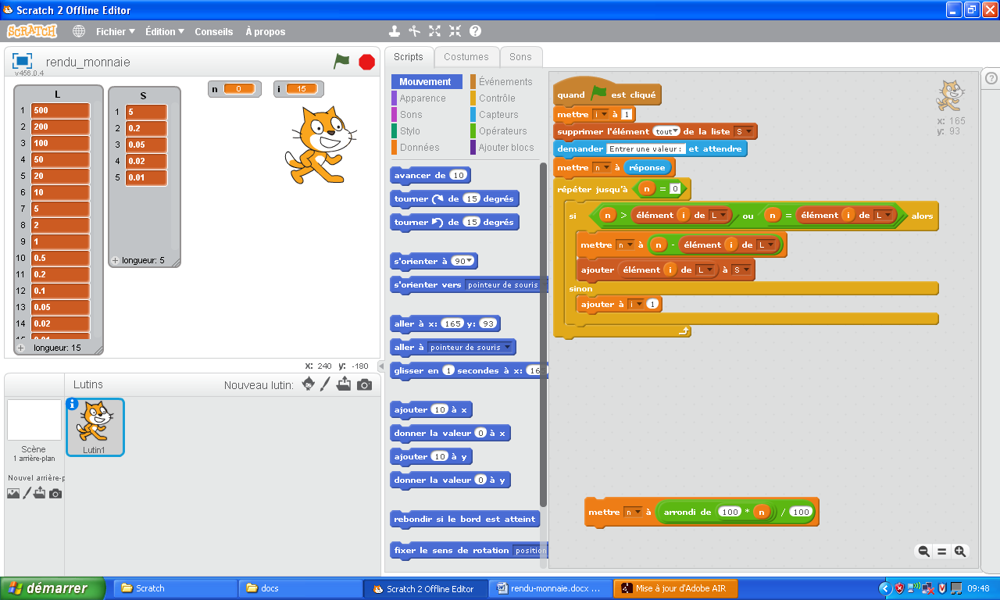 Scratch 2 Offline Editor
SCRATCH Fichier Édition Conseils À propos
rendu_monnaie
v456.0.4
L
1 500
2 200
3 100
4 50
5 20
6 10
7 5
8 2
9 1
10 0.5
11 0.2
12 0.1
13 0.05
14 0.02
longueur: 15
S
1 5
2 0.2
3 0.05
4 0.02
5 0.01
longueur: 5
n 0
i 15
x: 240 y: -180
Lutins
Nouveau lutin:
Scène
1 arrière-plan
Nouvel arrière-p
Lutin1
Scripts Costumes Sons
Mouvement Événements
Apparence Contrôle
Sons Capteurs
Stylo Opérateurs
Données Ajouter blocs
avancer de 10
tourner de 15 degrés
tourner de 15 degrés
s'orienter à 90
s'orienter vers pointeur de souris
aller à x: 165 y: 93
aller à pointeur de souris
glisser en 1 secondes à x: 16
ajouter 10 à x
donner la valeur 0 à x
ajouter 10 à y
donner la valeur 0 à y
rebondir si le bord est atteint
fixer le sens de rotation position
quand est cliqué
mettre i à 1
supprimer l'élément tout de la liste S
demander Entrer une valeur : et attendre
mettre n à réponse
répéter jusqu'à n = 0
si n > élément i de L ou n = élément i de L alors
mettre n à n - élément i de L
ajouter élément i de L à S
sinon
ajouter à i 1
x: 165
y: 93
mettre n à arrondi de 100 * n / 100
démarrer Scratch docs Scratch 2 Offline Editor rendu-monnaie.docx ... Mise à jour d'Adobe AIR 09:48